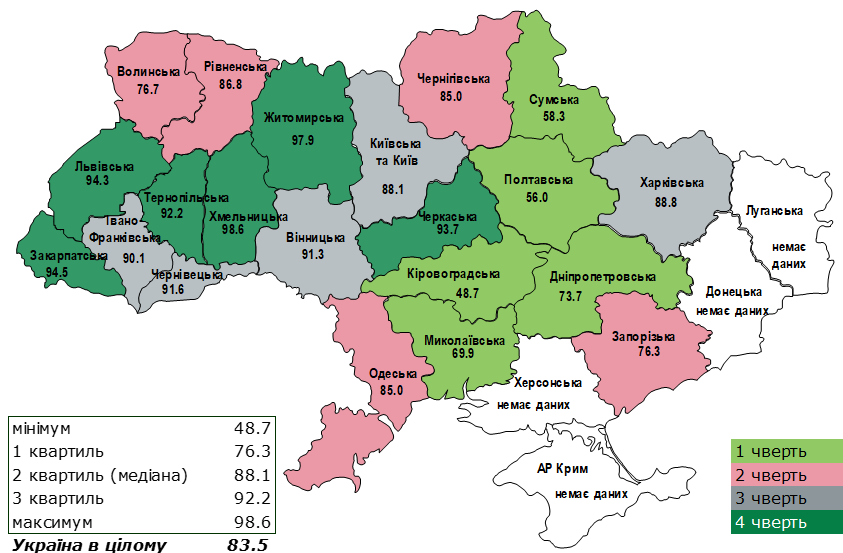 Волинська
76.7
Рівненська
86.8
Житомирська
97.9
Київська
та Київ
88.1
Чернігівська
85.0
Сумська
58.3
Львівська
94.3
Тернопільська
92.2
Хмельницька
98.6
Івано-
Франківська
90.1
Закарпатська
94.5
Чернівецька
91.6
Вінницька
91.3
Черкаська
93.7
Полтавська
56.0
Харківська
88.8
Луганська
немає
даних
Кіровоградська
48.7
Дніпропетровська
73.7
Донецька
немає даних
Миколаївська
69.9
Запорізька
76.3
Одеська
85.0
Херсонська
немає даних
АР Крим
немає даних
мінімум 48.7
1 квартиль 76.3
2 квартиль (медіана) 88.1
3 квартиль 92.2
максимум 98.6
Україна в цілому 83.5
1 чверть
2 чверть
3 чверть
4 чверть